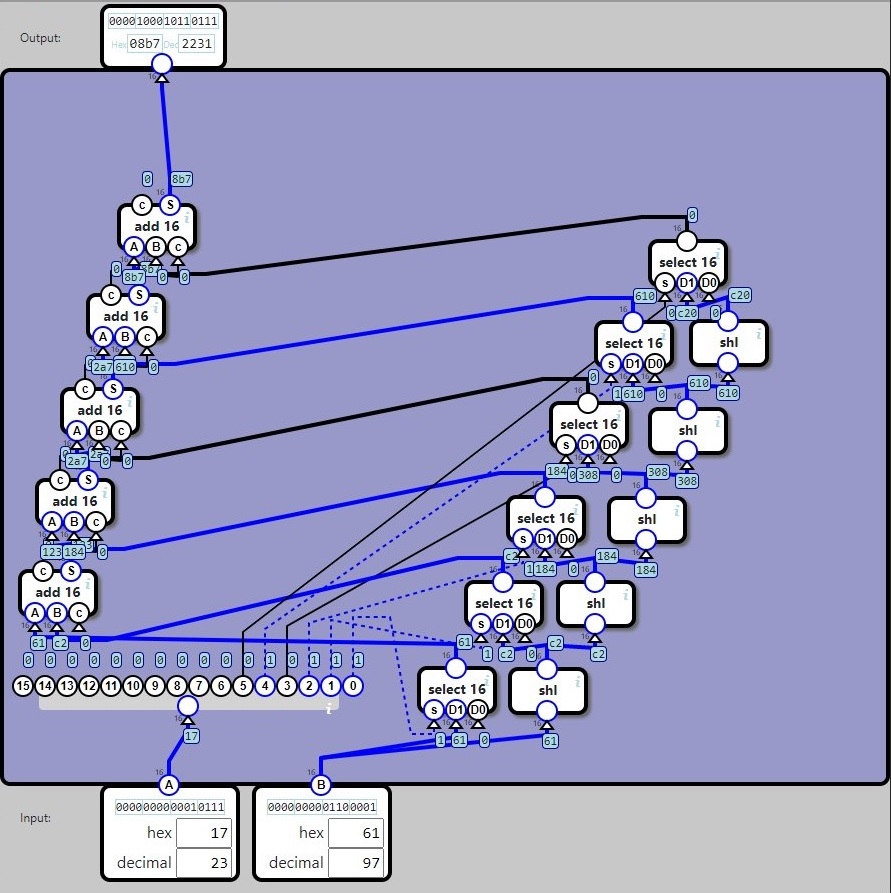 0000100010110111
Output:
Hex 08b7 Dec 2231
16
0 8b7
16
c S
add 16 i
0
A B c
16
select 16 i
0 8b7 0 0
s D1 D0
c S
610 0 c20 0 c20
add 16 i
16
select 16 i
shl i
A B c
s D1 D0
2a7 610 0
0 1 610 0 610 610
c S
16
add 16 i
select 16 i
shl i
A B c
s D1 D0
2a7 0 0
184 0 308 0 308 308
c S
16
add 16 i
select 16 i
shl i
A B c
s D1 D0
123 184 0
c2 1 184 0 184 184
c S
16
add 16 i
select 16 i
shl i
A B c
s D1 D0
61 c2 0
61 1 c2 0 c2 c2
0 0 0 0 0 0 0 0 0 0 0 1 0 1 1 1
15 14 13 12 11 10 9 8 7 6 5 4 3 2 1 0
select 16 i
shl i
s D1 D0
i
17
1 61 0 61
16 A
16 B
0000000000010111
0000000001100001
Input:
hex 17
hex 61
decimal 23
decimal 97